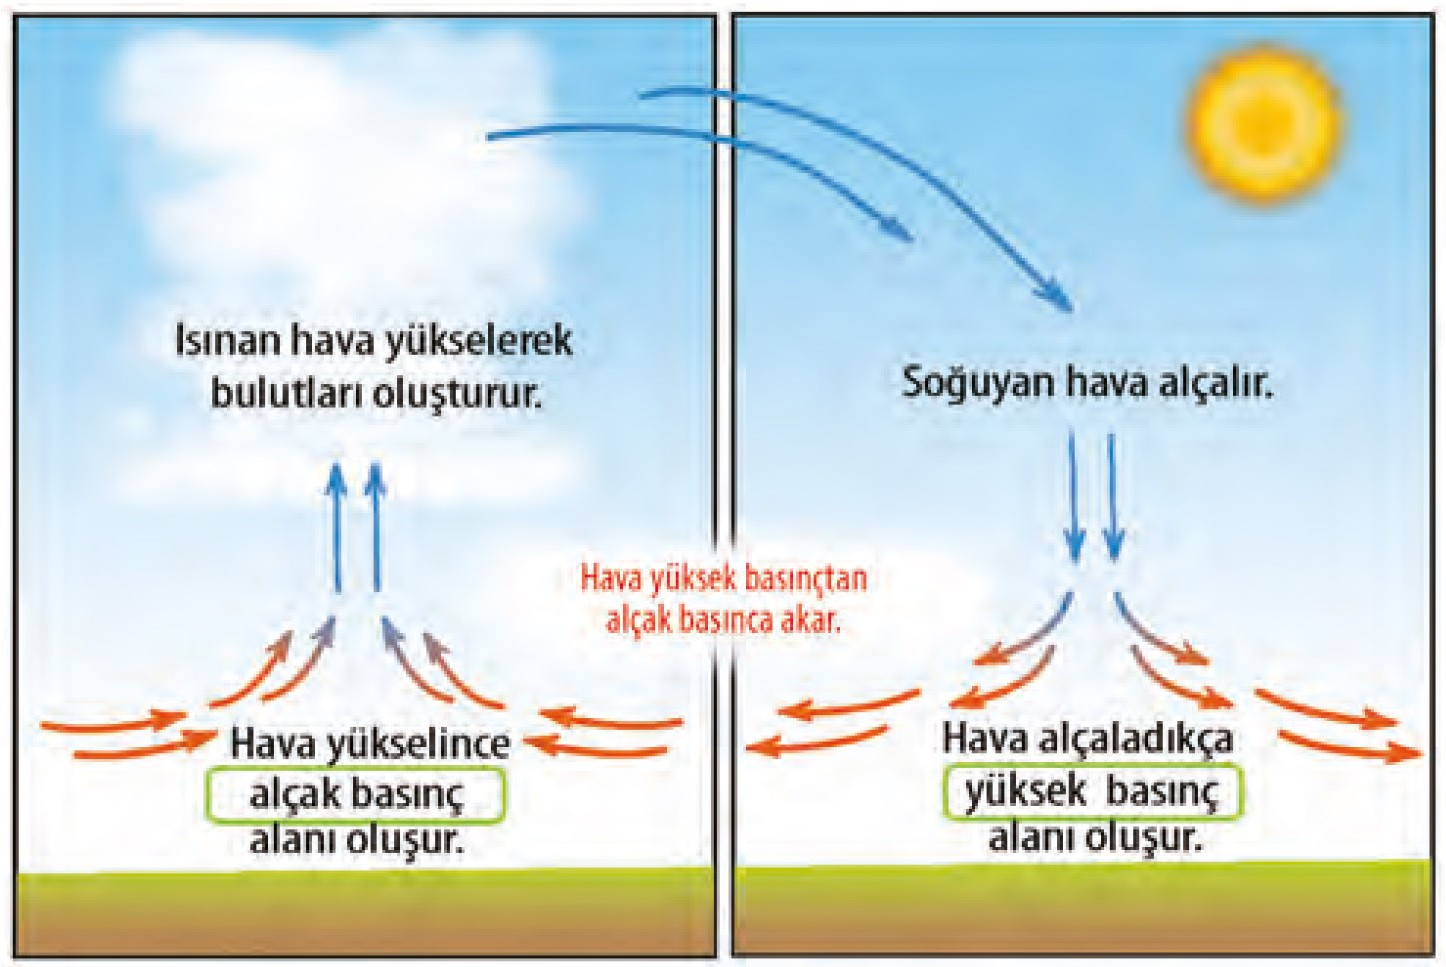 Isınan hava yükselerek
bulutları oluşturur.
Soğuyan hava alçalır.
Hava yüksek basınçtan
alçak basınca akar.
Hava yükselince
alçak basınç
alanı oluşur.
Hava alçaladıkça
yüksek basınç
alanı oluşur.